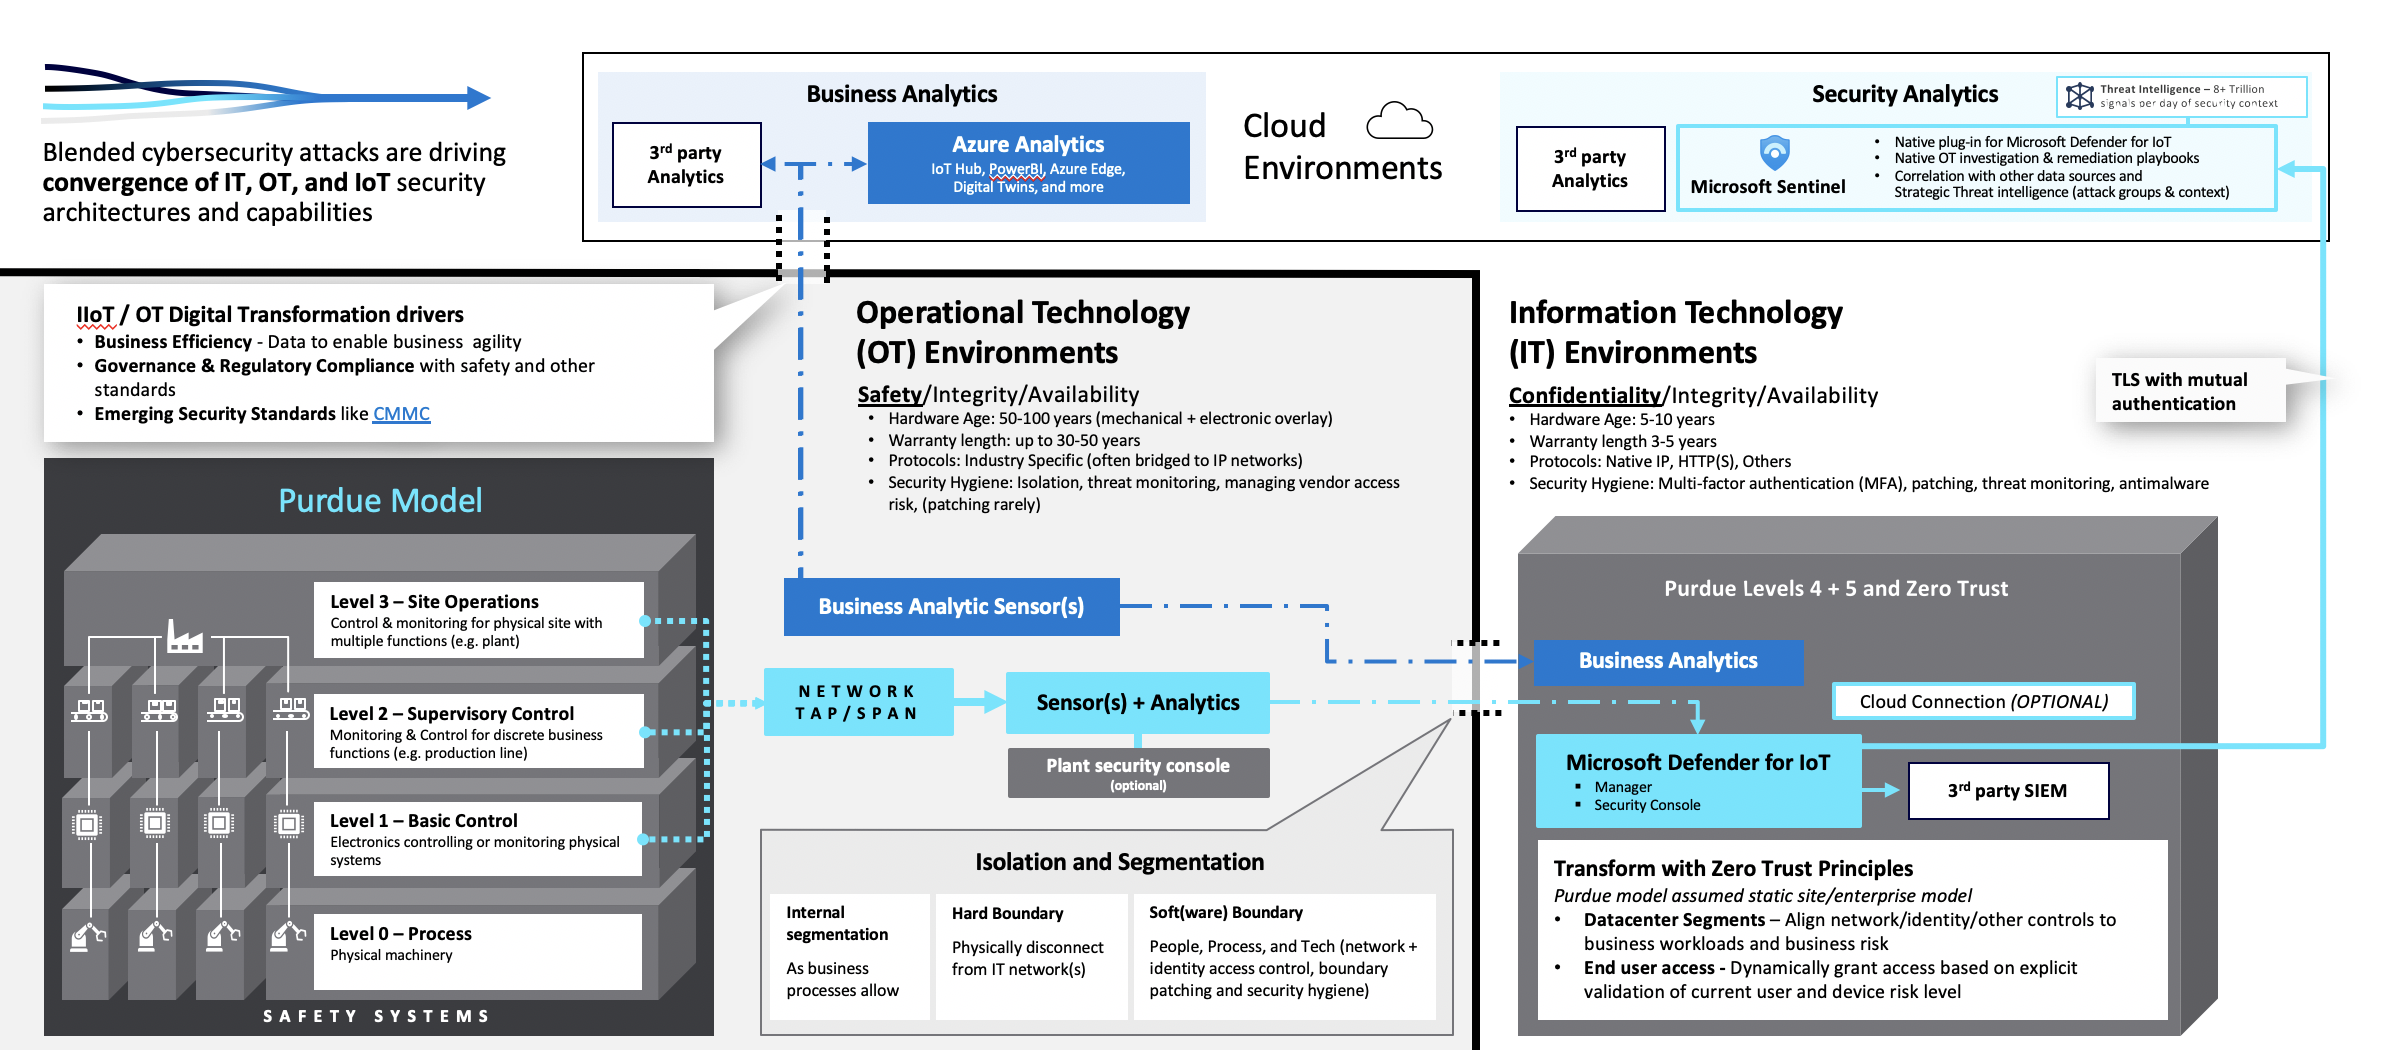 Blended cybersecurity attacks are driving
convergence of IT, OT, and IoT security
architectures and capabilities
Business Analytics
3rd party
Analytics
Azure Analytics
IoT Hub, PowerBI, Azure Edge,
Digital Twins, and more
Cloud
Environments
Security Analytics
Threat Intelligence – 8+ Trillion
signals per day of security context
3rd party
Analytics
Microsoft Sentinel
• Native plug-in for Microsoft Defender for IoT
• Native OT investigation & remediation playbooks
• Correlation with other data sources and
Strategic Threat intelligence (attack groups & context)
IIoT / OT Digital Transformation drivers
• Business Efficiency - Data to enable business agility
• Governance & Regulatory Compliance with safety and other
standards
• Emerging Security Standards like CMMC
Operational Technology
(OT) Environments
Safety/Integrity/Availability
• Hardware Age: 50-100 years (mechanical + electronic overlay)
• Warranty length: up to 30-50 years
• Protocols: Industry Specific (often bridged to IP networks)
• Security Hygiene: Isolation, threat monitoring, managing vendor access
risk, (patching rarely)
Information Technology
(IT) Environments
Confidentiality/Integrity/Availability
• Hardware Age: 5-10 years
• Warranty length 3-5 years
• Protocols: Native IP, HTTP(S), Others
• Security Hygiene: Multi-factor authentication (MFA), patching, threat monitoring, antimalware
TLS with mutual
authentication
Purdue Model
Level 3 – Site Operations
Control & monitoring for physical site with
multiple functions (e.g. plant)
Level 2 – Supervisory Control
Monitoring & Control for discrete business
functions (e.g. production line)
Level 1 – Basic Control
Electronics controlling or monitoring physical
systems
Level 0 – Process
Physical machinery
SAFETY SYSTEMS
Business Analytic Sensor(s)
NETWORK
TAP/SPAN
Sensor(s) + Analytics
Plant security console
(optional)
Isolation and Segmentation
Internal
segmentation
As business
processes allow
Hard Boundary
Physically disconnect
from IT network(s)
Soft(ware) Boundary
People, Process, and Tech (network +
identity access control, boundary
patching and security hygiene)
Purdue Levels 4 + 5 and Zero Trust
Business Analytics
Cloud Connection (OPTIONAL)
Microsoft Defender for IoT
▪ Manager
▪ Security Console
3rd party SIEM
Transform with Zero Trust Principles
Purdue model assumed static site/enterprise model
• Datacenter Segments – Align network/identity/other controls to
business workloads and business risk
• End user access - Dynamically grant access based on explicit
validation of current user and device risk level